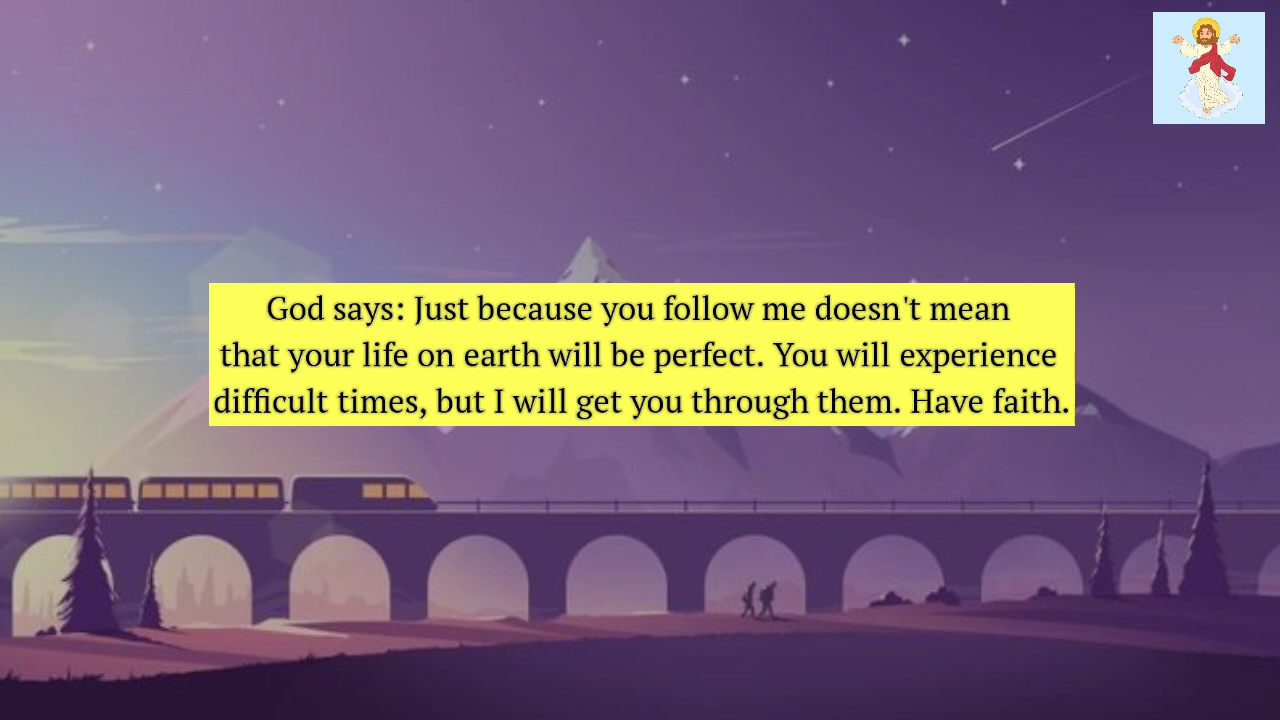 God says: Just because you follow me doesn't mean
that your life on earth will be perfect. You will experience
difficult times, but I will get you through them. Have faith.